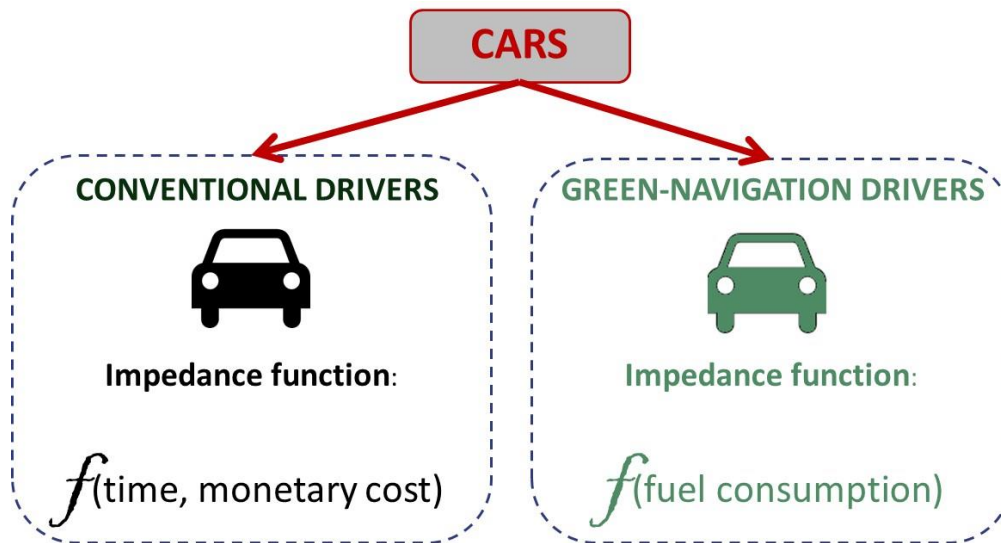 CARS
CONVENTIONAL DRIVERS
Impedance function:
f(time, monetary cost)
GREEN-NAVIGATION DRIVERS
Impedance function:
f(fuel consumption)